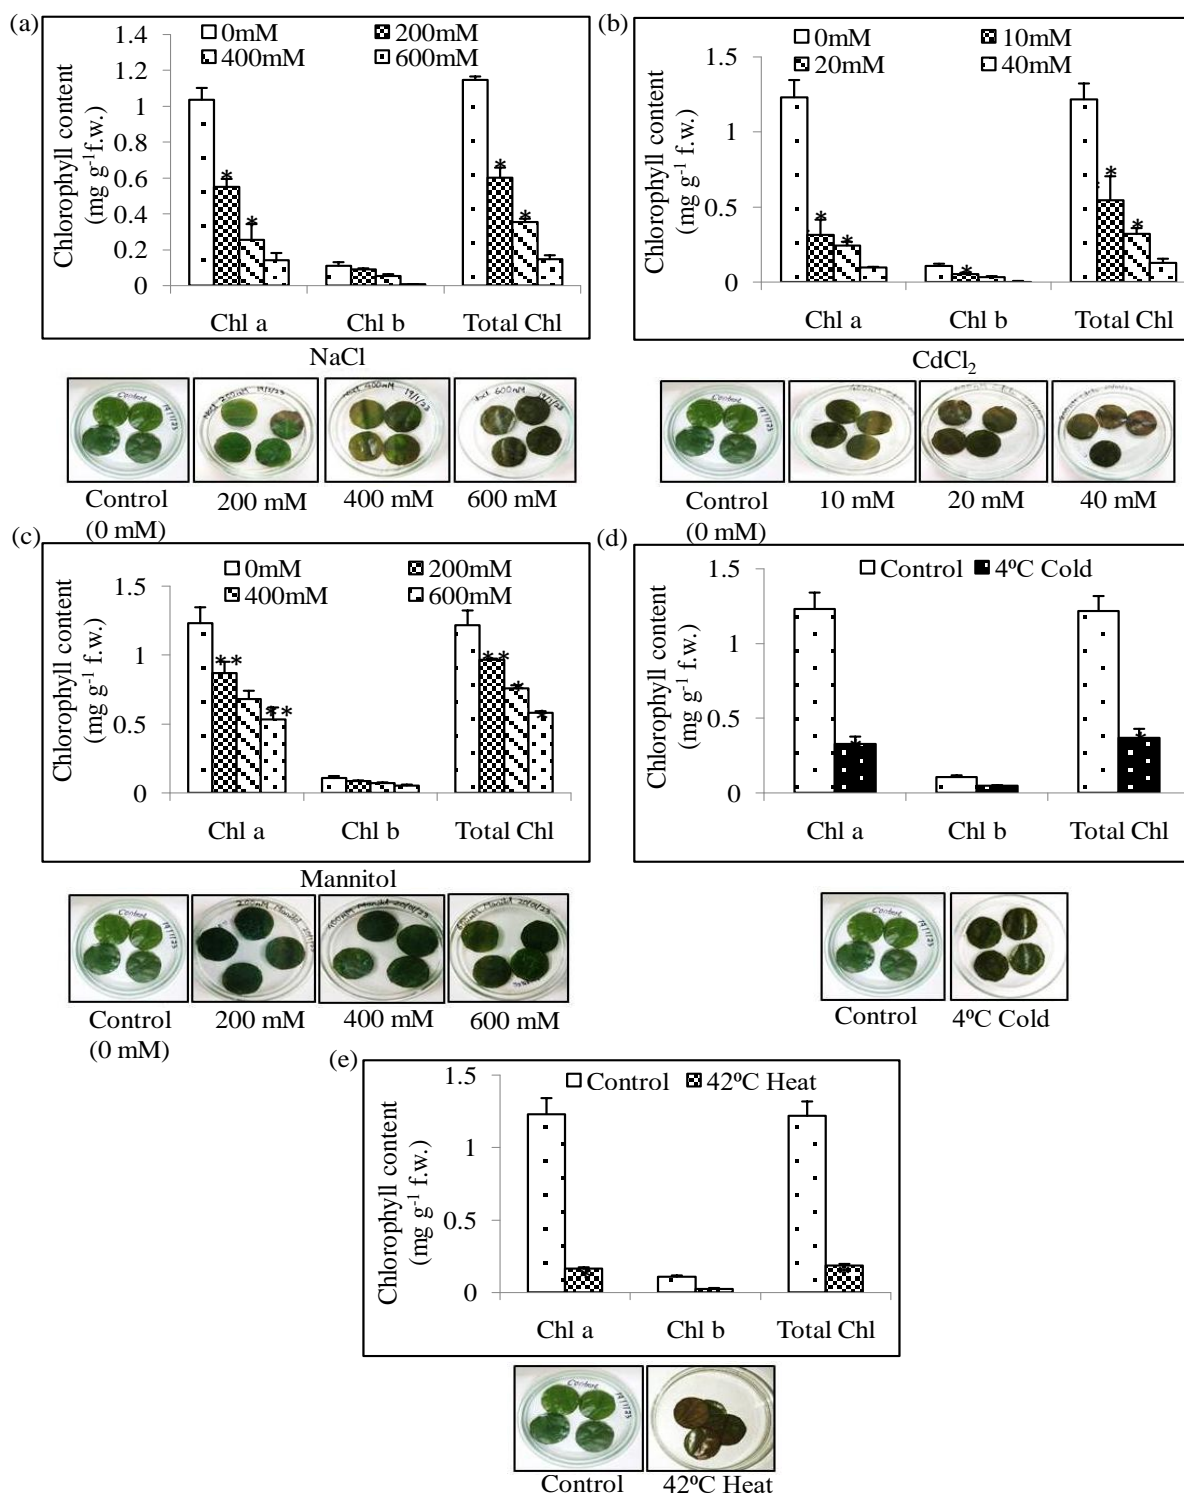 (a)
0mM 200mM
400mM 600mM
Chlorophyll content
(mg g-1f.w.)
1.4
1.2
1
0.8
0.6
0.4
0.2
0
*
*
*
*
Chl a Chl b Total Chl
NaCl
Control
(0 mM)
200 mM
400 mM
600 mM
(b)
0mM 10mM
20mM 40mM
Chlorophyll content
(mg g-1 f.w.)
1.5
1
0.5
0
*
*
*
*
*
Chl a Chl b Total Chl
CdCl2
Control
(0 mM)
10 mM
20 mM
40 mM
(c)
0mM 200mM
400mM 600mM
Chlorophyll content
(mg g-1 f.w.)
1.5
1
0.5
0
**
**
**
*
*
Chl a Chl b Total Chl
Mannitol
Control
(0 mM)
200 mM
400 mM
600 mM
(d)
Control 4ºC Cold
Chlorophyll content
(mg g-1 f.w.)
1.5
1
0.5
0
*
*
Chl a Chl b Total Chl
Control
4ºC Cold
(e)
Control 42ºC Heat
Chlorophyll content
(mg g-1 f.w.)
1.5
1
0.5
0
*
*
Chl a Chl b Total Chl
Control
42ºC Heat